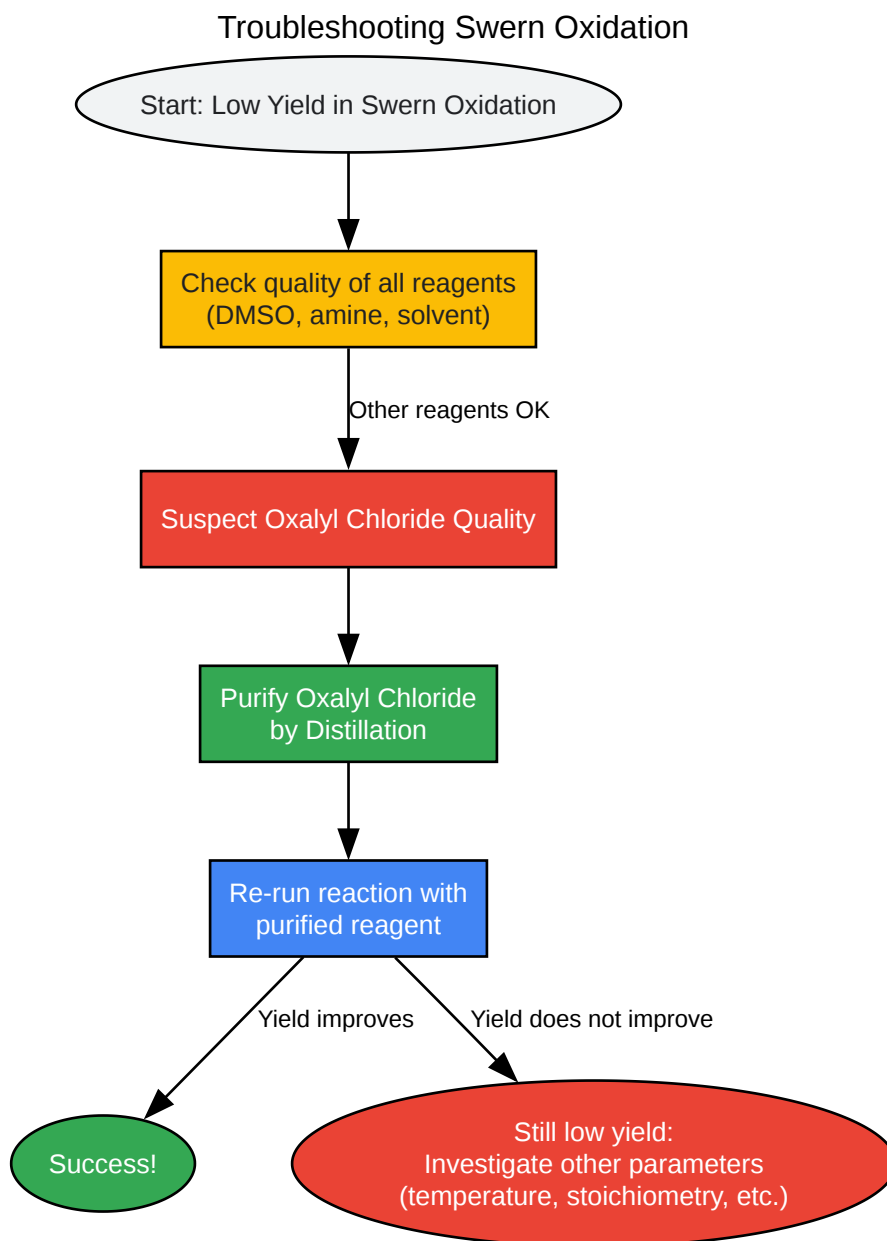 Troubleshooting Swern Oxidation
Start: Low Yield in Swern Oxidation
Check quality of all reagents
(DMSO, amine, solvent)
Other reagents OK
Suspect Oxalyl Chloride Quality
Purify Oxalyl Chloride
by Distillation
Re-run reaction with
purified reagent
Yield improves
Yield does not improve
Success!
Still low yield:
Investigate other parameters
(temperature, stoichiometry, etc.)